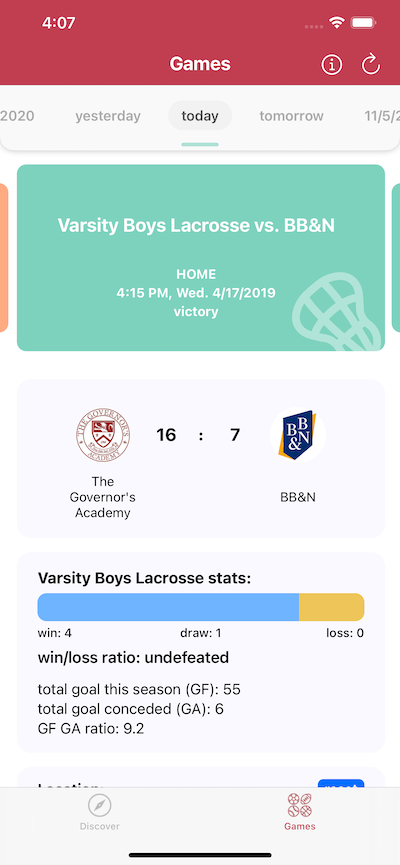 4:07
Games
2020 yesterday today tomorrow 11/5/2
Varsity Boys Lacrosse vs. BB&N
HOME
4:15 PM, Wed. 4/17/2019
victory
THE GOVERNOR'S
ACADEMY
16 : 7
BB
&N
The
Governor's
Academy
BB&N
Varsity Boys Lacrosse stats:
win: 4 draw: 1 loss: 0
win/loss ratio: undefeated
total goal this season (GF): 55
total goal conceded (GA): 6
GF GA ratio: 9.2
Discover Games